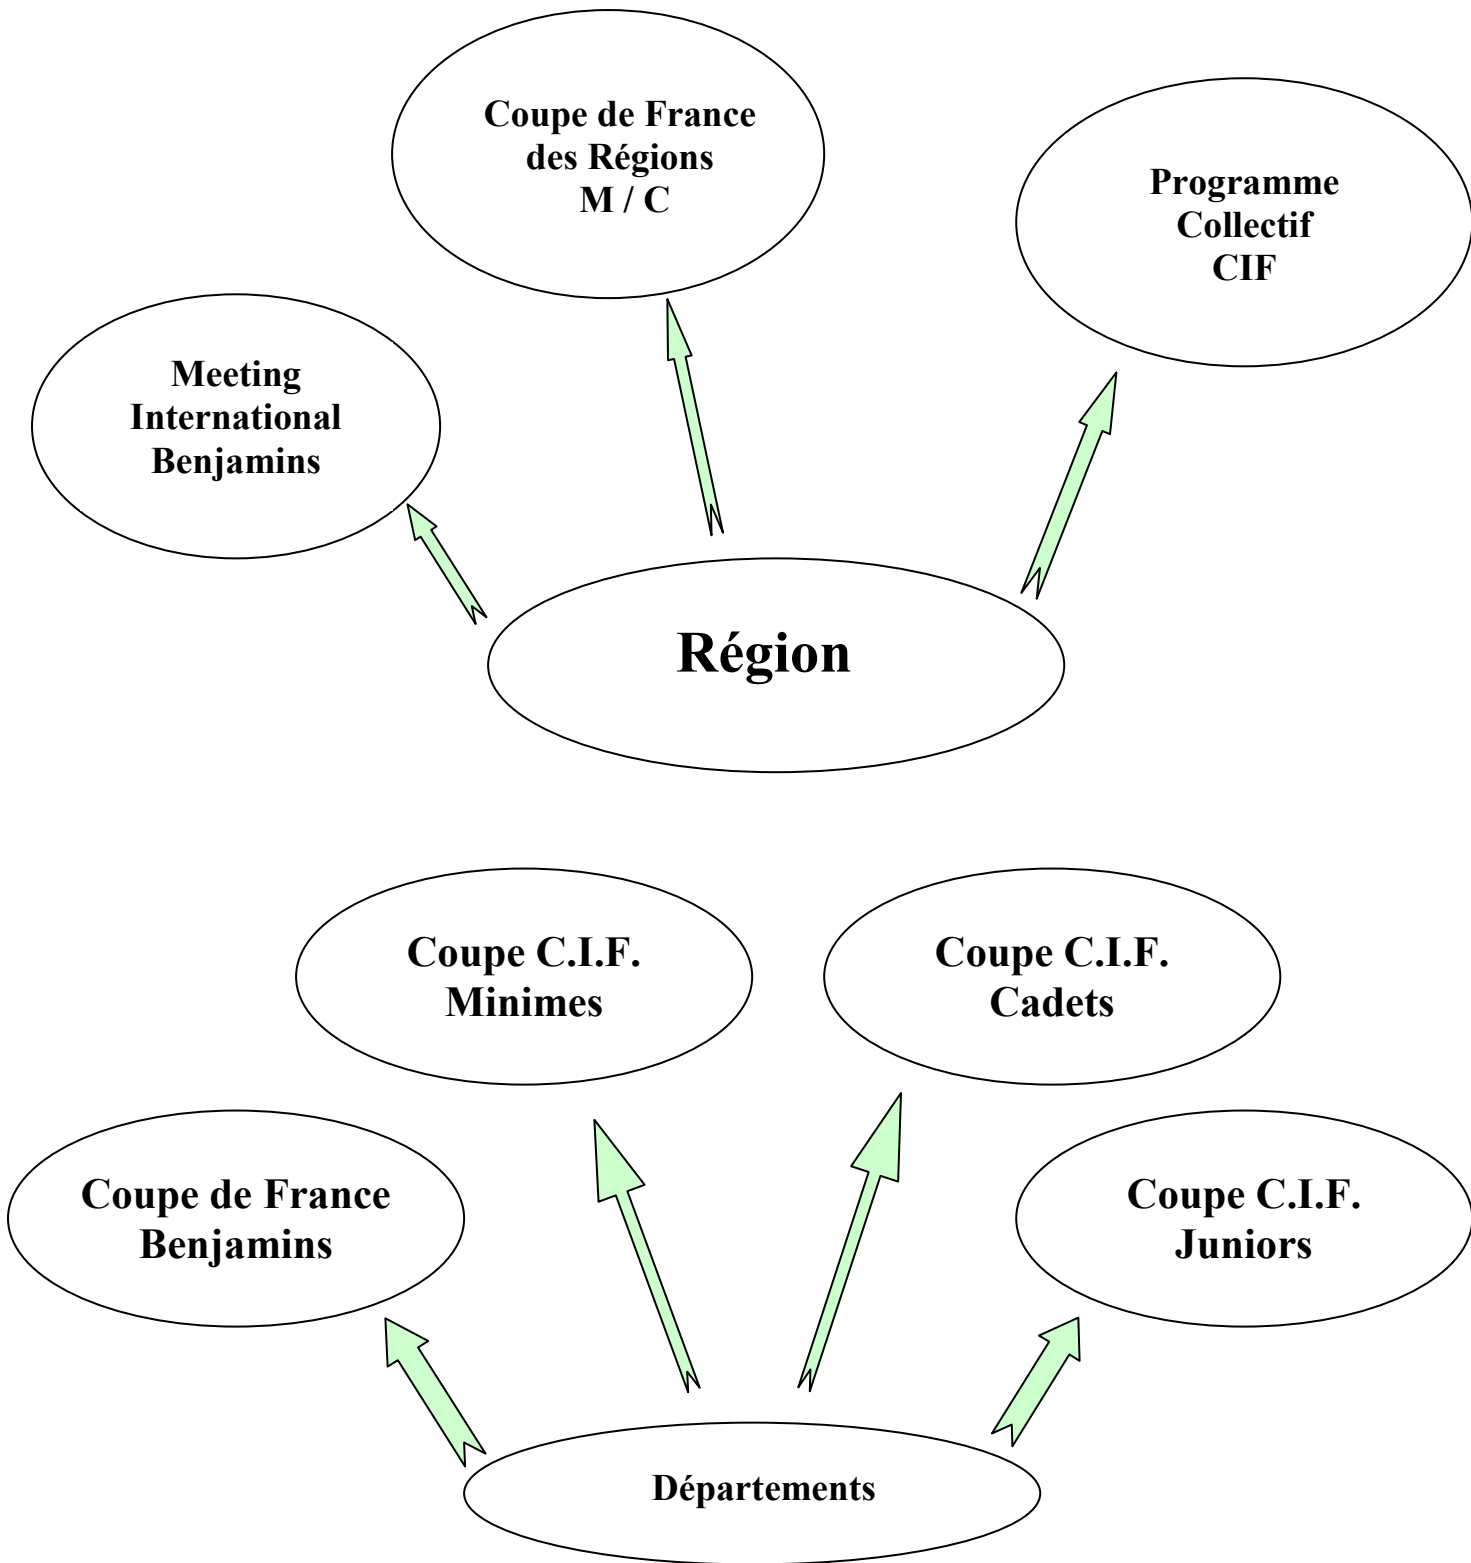 Coupe de France
des Régions
M / C
Programme
Collectif
CIF
Meeting
International
Benjamins
Région
Coupe C.I.F.
Minimes
Coupe C.I.F.
Cadets
Coupe de France
Benjamins
Coupe C.I.F.
Juniors
Départements